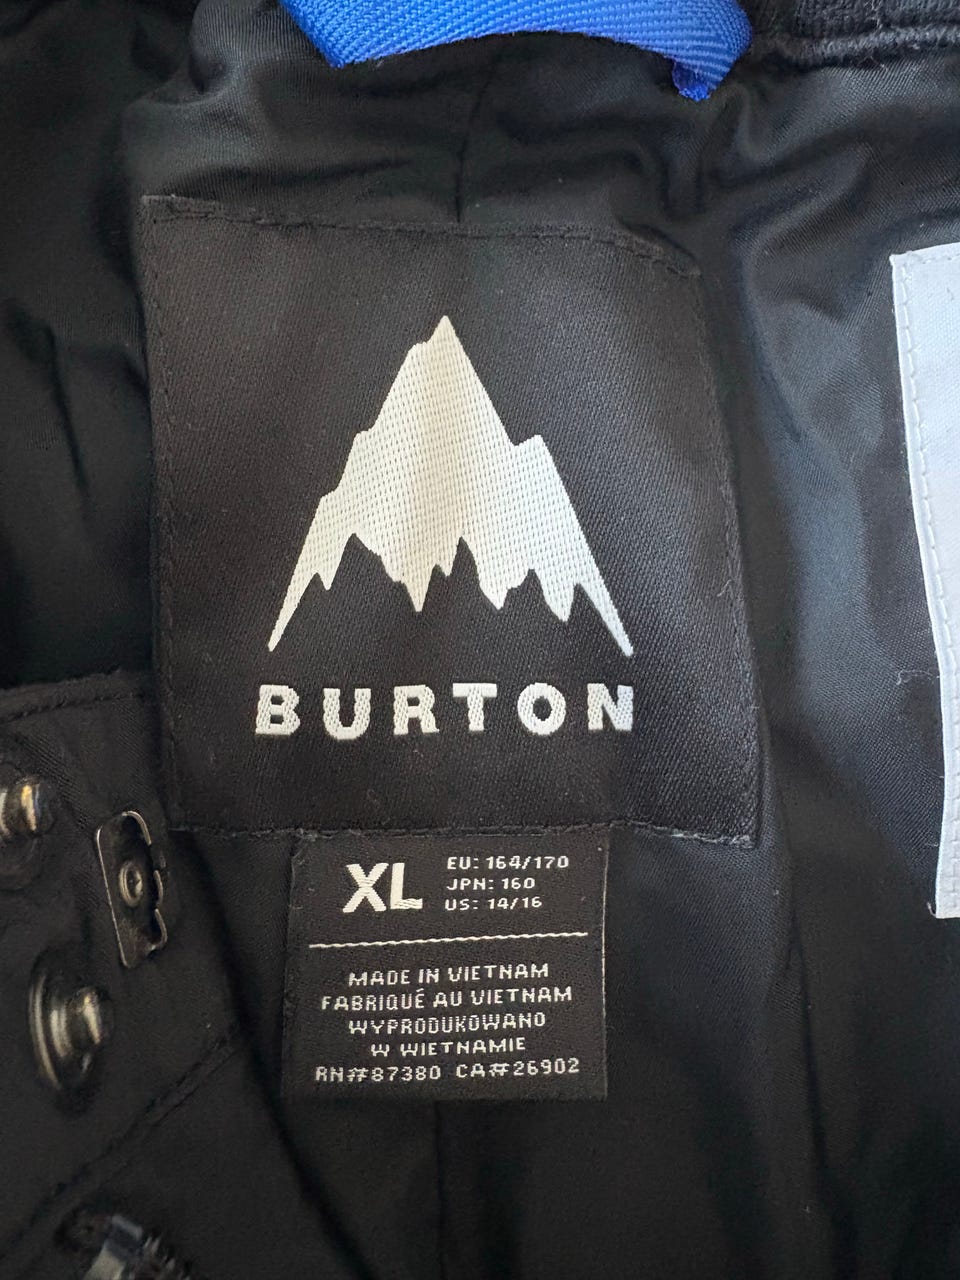 BURTON
XL
EU: 164/170
JPN: 160
US: 14/16
MADE IN VIETNAM
FABRIQUÉ AU VIETNAM
WYPRODUKOWANO
W WIETNAMIE
RN#87380 CA#26902